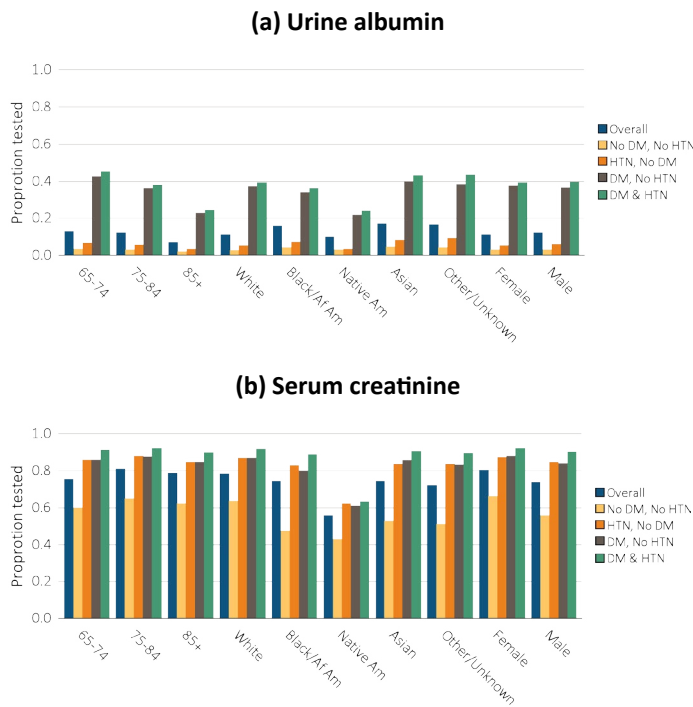 (a) Urine albumin
1.0
0.8
0.6
0.4
0.2
0.0
Proprotion tested
65-74
75-84
85+
White
Black/Af Am
Native Am
Asian
Other/Unknown
Female
Male
Overall
No DM, No HTN
HTN, No DM
DM, No HTN
DM & HTN
(b) Serum creatinine
1.0
0.8
0.6
0.4
0.2
0.0
Proprotion tested
65-74
75-84
85+
White
Black/Af Am
Native Am
Asian
Other/Unknown
Female
Male
Overall
No DM, No HTN
HTN, No DM
DM, No HTN
DM & HTN